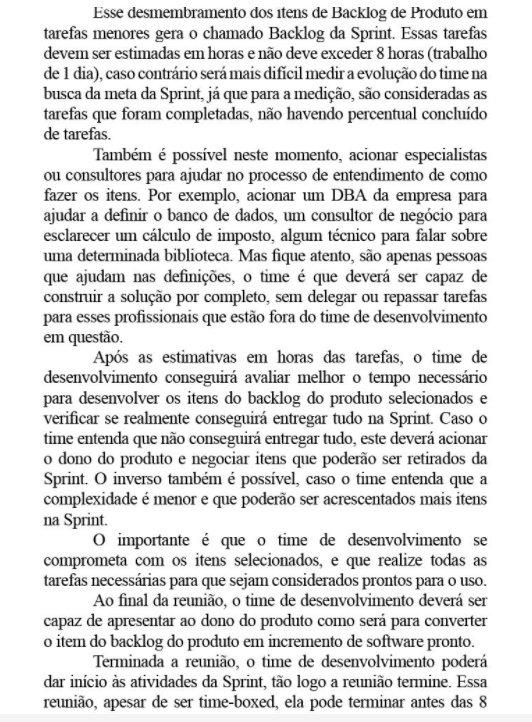 Esse desmembramento dos itens de Backlog de Produto em
tarefas menores gera o chamado Backlog da Sprint. Essas tarefas
devem ser estimadas em horas e não deve exceder 8 horas (trabalho
de 1 dia), caso contrário será mais difícil medir a evolução do time na
busca da meta da Sprint, já que para a medição, são consideradas as
tarefas que foram completadas, não havendo percentual concluído
de tarefas.
Também é possível neste momento, acionar especialistas
ou consultores para ajudar no processo de entendimento de como
fazer os itens. Por exemplo, acionar um DBA da empresa para
ajudar a definir o banco de dados, um consultor de negócio para
esclarecer um cálculo de imposto, algum técnico para falar sobre
uma determinada biblioteca. Mas fique atento, são apenas pessoas
que ajudam nas definições, o time é que deverá ser capaz de
construir a solução por completo, sem delegar ou repassar tarefas
para esses profissionais que estão fora do time de desenvolvimento
em questão.
Após as estimativas em horas das tarefas, o time de
desenvolvimento conseguirá avaliar melhor o tempo necessário
para desenvolver os itens do backlog do produto selecionados e
verificar se realmente conseguirá entregar tudo na Sprint. Caso o
time entenda que não conseguirá entregar tudo, este deverá acionar
o dono do produto e negociar itens que poderão ser retirados da
Sprint. O inverso também é possível, caso o time entenda que a
complexidade é menor e que poderão ser acrescentados mais itens
na Sprint.
O importante é que o time de desenvolvimento se
comprometa com os itens selecionados, e que realize todas as
tarefas necessárias para que sejam considerados prontos para o uso.
Ao final da reunião, o time de desenvolvimento deverá ser
capaz de apresentar ao dono do produto como será para converter
o item do backlog do produto em incremento de software pronto.
Terminada a reunião, o time de desenvolvimento poderá
dar início às atividades da Sprint, tão logo a reunião termine. Essa
reunião, apesar de ser time-boxed, ela pode terminar antes das 8